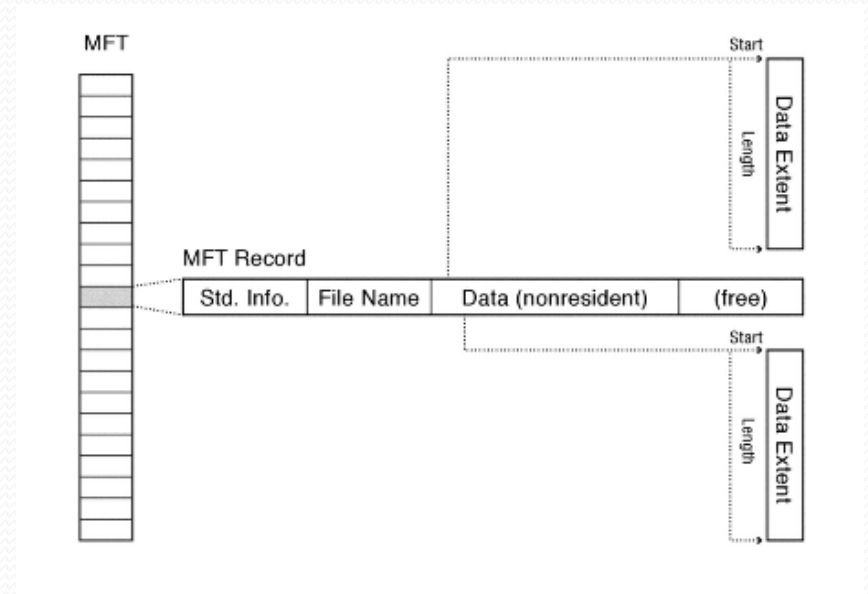 MFT
Start
Data Extent
Length
MFT Record
Std. Info.
File Name
Data (nonresident)
(free)
Start
Data Extent
Length